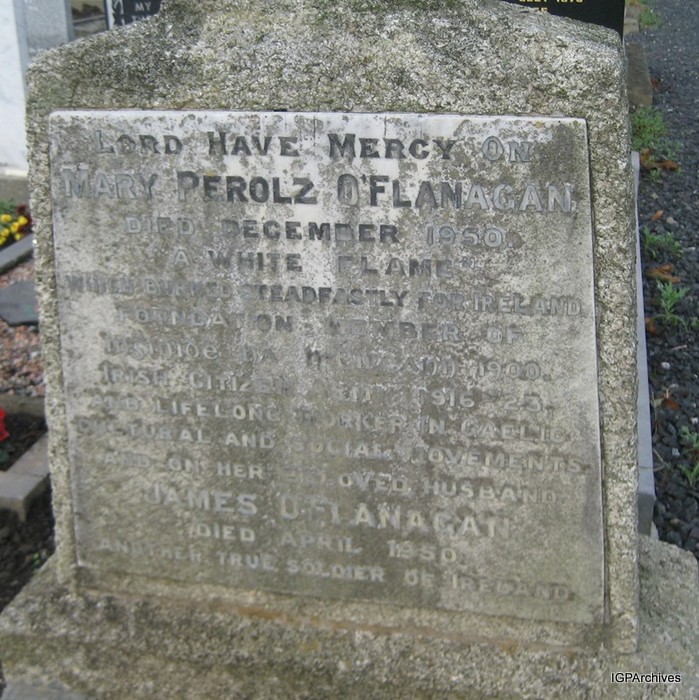 MY
Lord Have Mercy On
Mary Perolz O'Flanagan
Died December 1950.
"A White Flame"
Which Burned Steadfastly For Ireland
Foundation Member Of
1900.
Irish Citizen 1916 - 23.
And Lifelong Worker In Gaelic
Cultural And Social Movements
And On Her Beloved Husband
James O'Flanagan
Died April 1950.
Another True Soldier Of Ireland.
IGPArchives